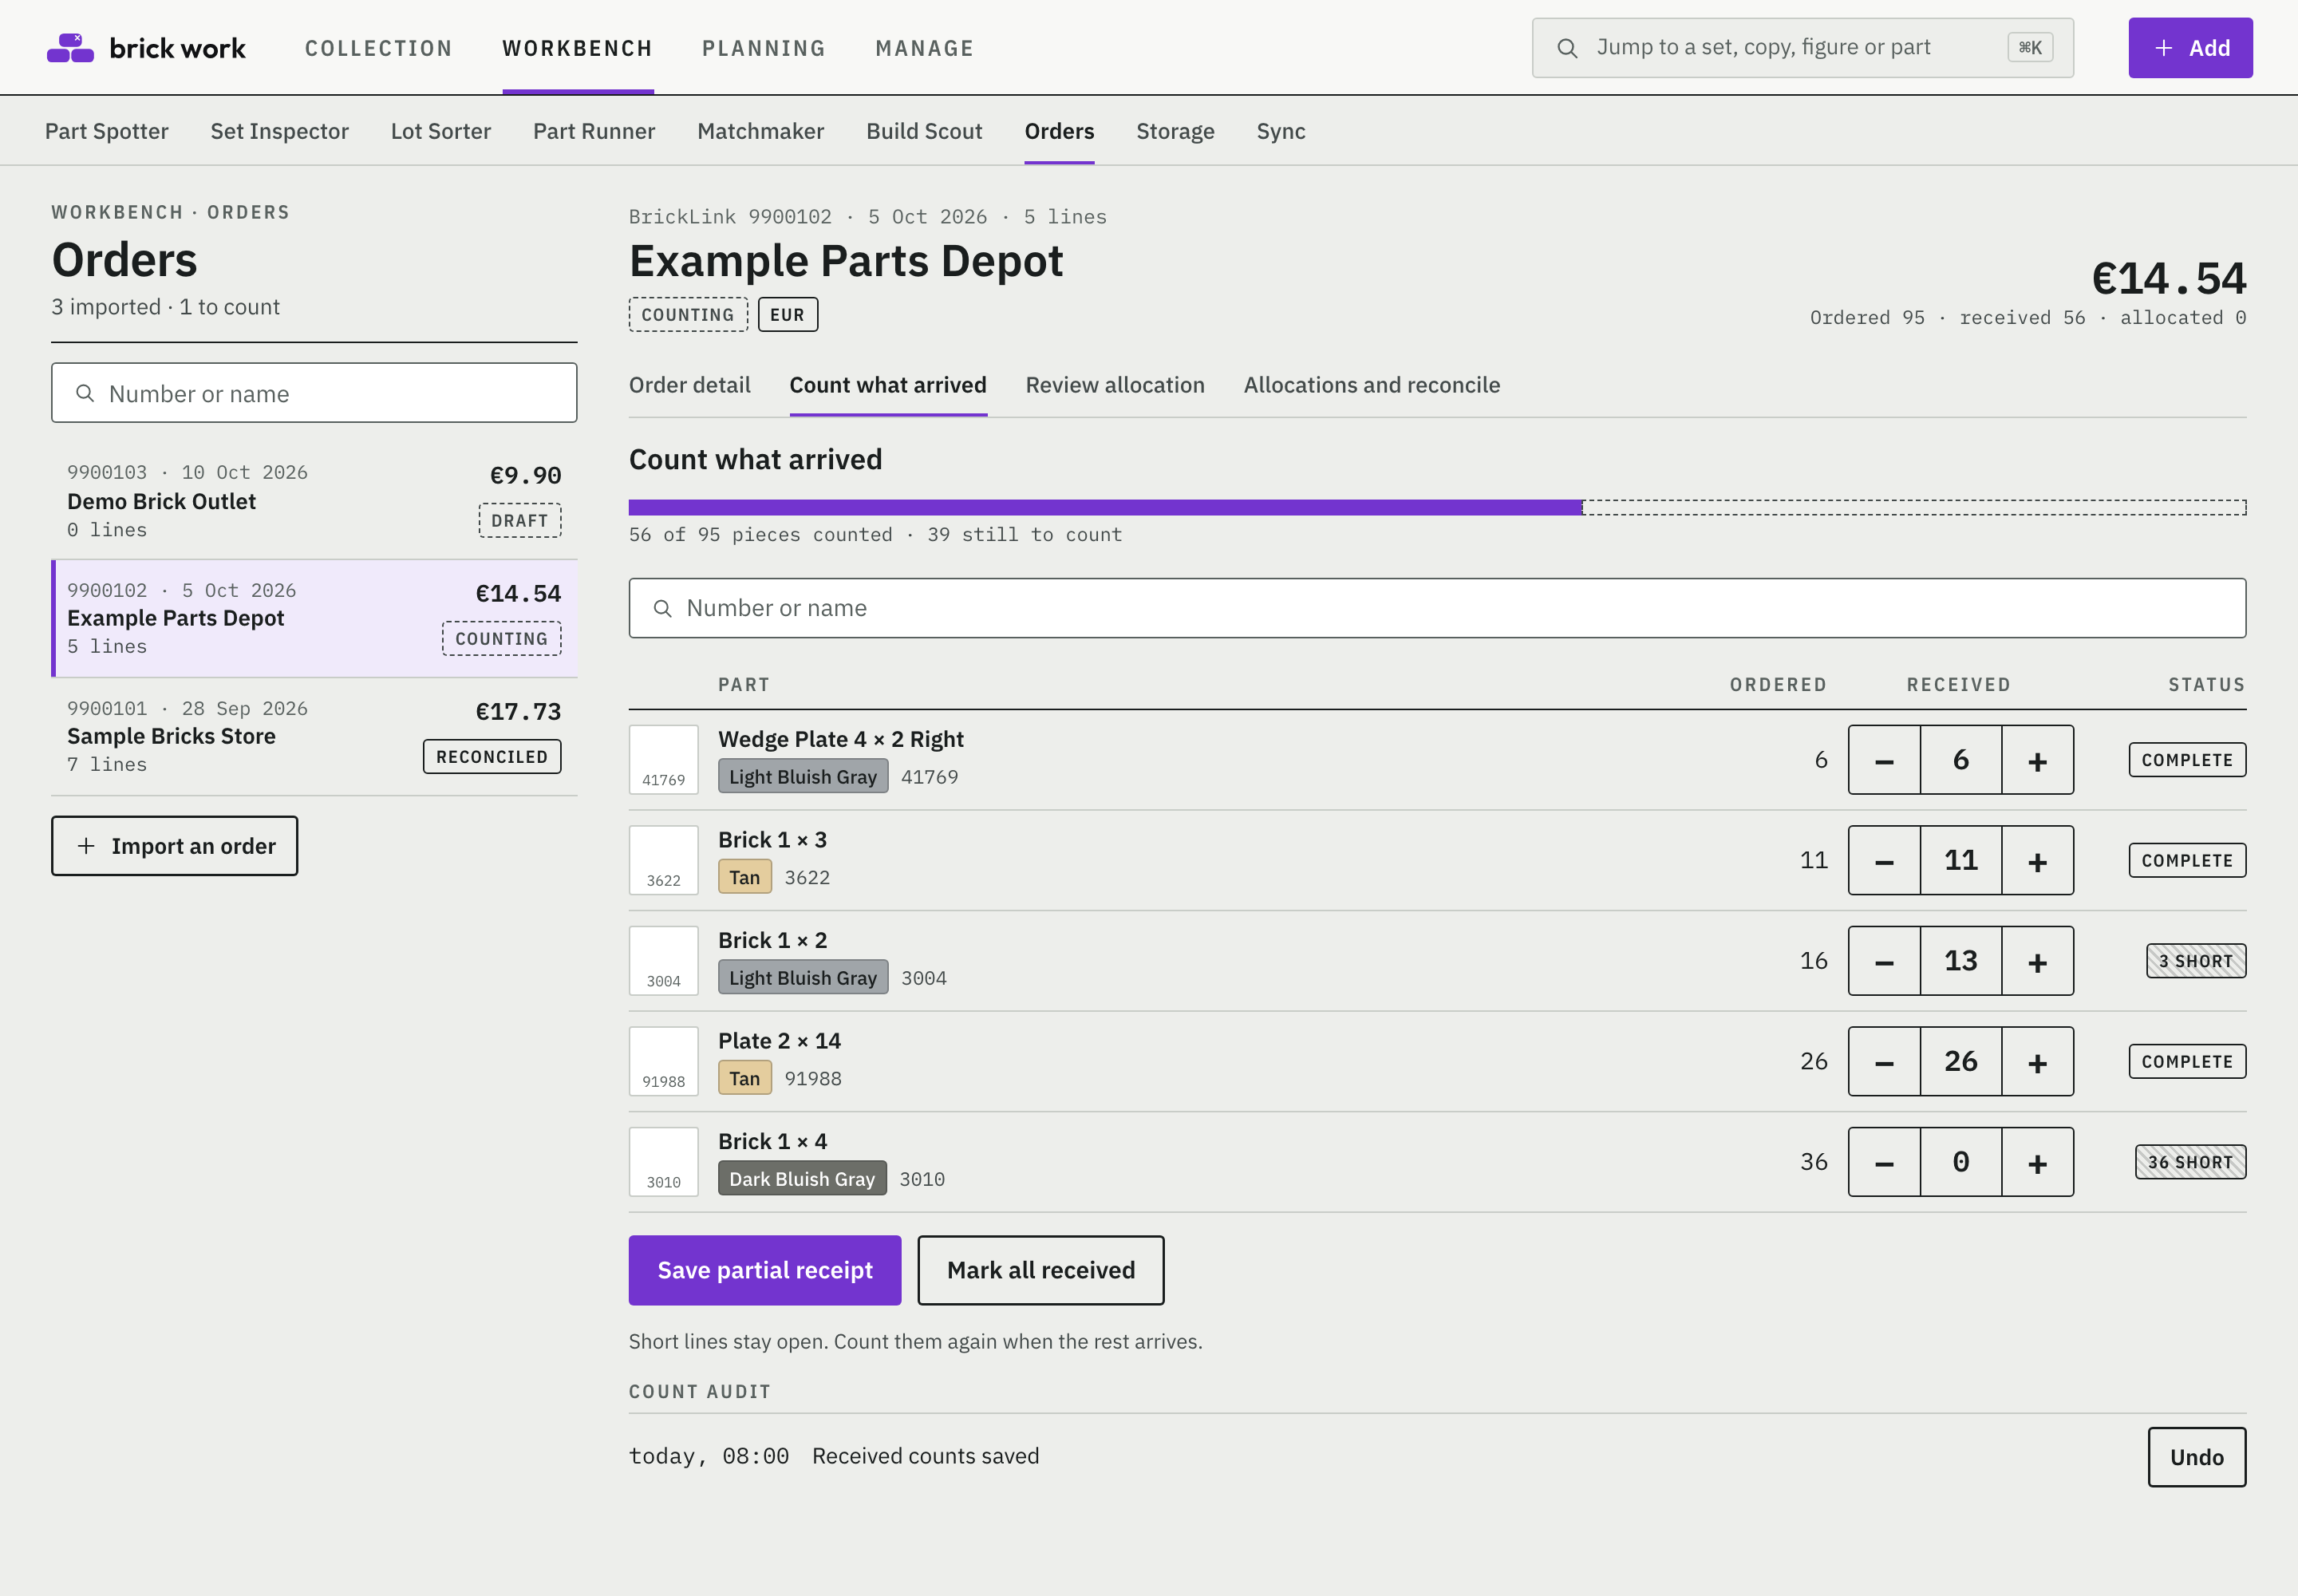 brick work
COLLECTION WORKBENCH PLANNING MANAGE
Jump to a set, copy, figure or part ⌘K
+ Add
Part Spotter Set Inspector Lot Sorter Part Runner Matchmaker Build Scout Orders Storage Sync
WORKBENCH · ORDERS
Orders
3 imported · 1 to count
Number or name
9900103 · 10 Oct 2026 €9.90
Demo Brick Outlet
0 lines DRAFT
9900102 · 5 Oct 2026 €14.54
Example Parts Depot
5 lines COUNTING
9900101 · 28 Sep 2026 €17.73
Sample Bricks Store
7 lines RECONCILED
+ Import an order
BrickLink 9900102 · 5 Oct 2026 · 5 lines
Example Parts Depot
COUNTING EUR
€14.54
Ordered 95 · received 56 · allocated 0
Order detail Count what arrived Review allocation Allocations and reconcile
Count what arrived
56 of 95 pieces counted · 39 still to count
Number or name
PART ORDERED RECEIVED STATUS
41769 Wedge Plate 4 × 2 Right
Light Bluish Gray 41769
6 − 6 + COMPLETE
3622 Brick 1 × 3
Tan 3622
11 − 11 + COMPLETE
3004 Brick 1 × 2
Light Bluish Gray 3004
16 − 13 + 3 SHORT
91988 Plate 2 × 14
Tan 91988
26 − 26 + COMPLETE
3010 Brick 1 × 4
Dark Bluish Gray 3010
36 − 0 + 36 SHORT
Save partial receipt Mark all received
Short lines stay open. Count them again when the rest arrives.
COUNT AUDIT
today, 08:00 Received counts saved Undo